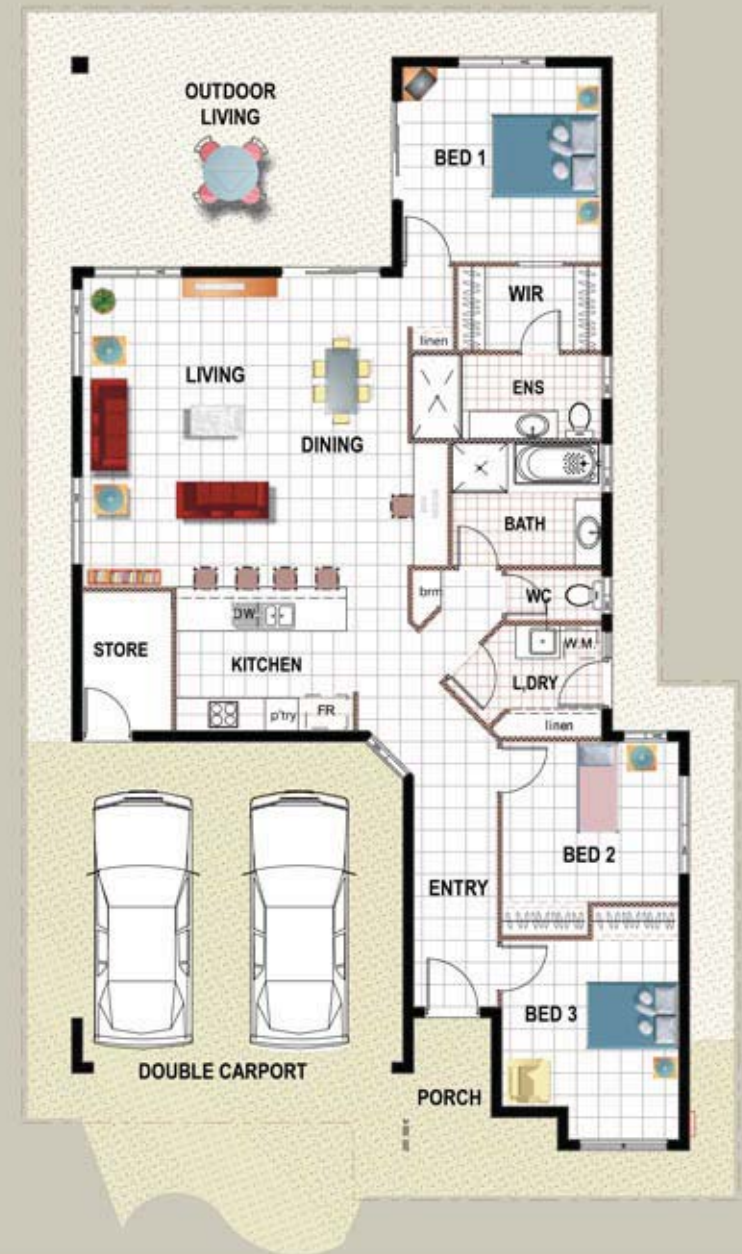 OUTDOOR
LIVING
BED 1
WIR
linen
LIVING
ENS
DINING
BATH
brm
WC
DW
STORE
KITCHEN
W.M.
L,DRY
p'try
FR
linen
BED 2
ENTRY
BED 3
DOUBLE CARPORT
PORCH